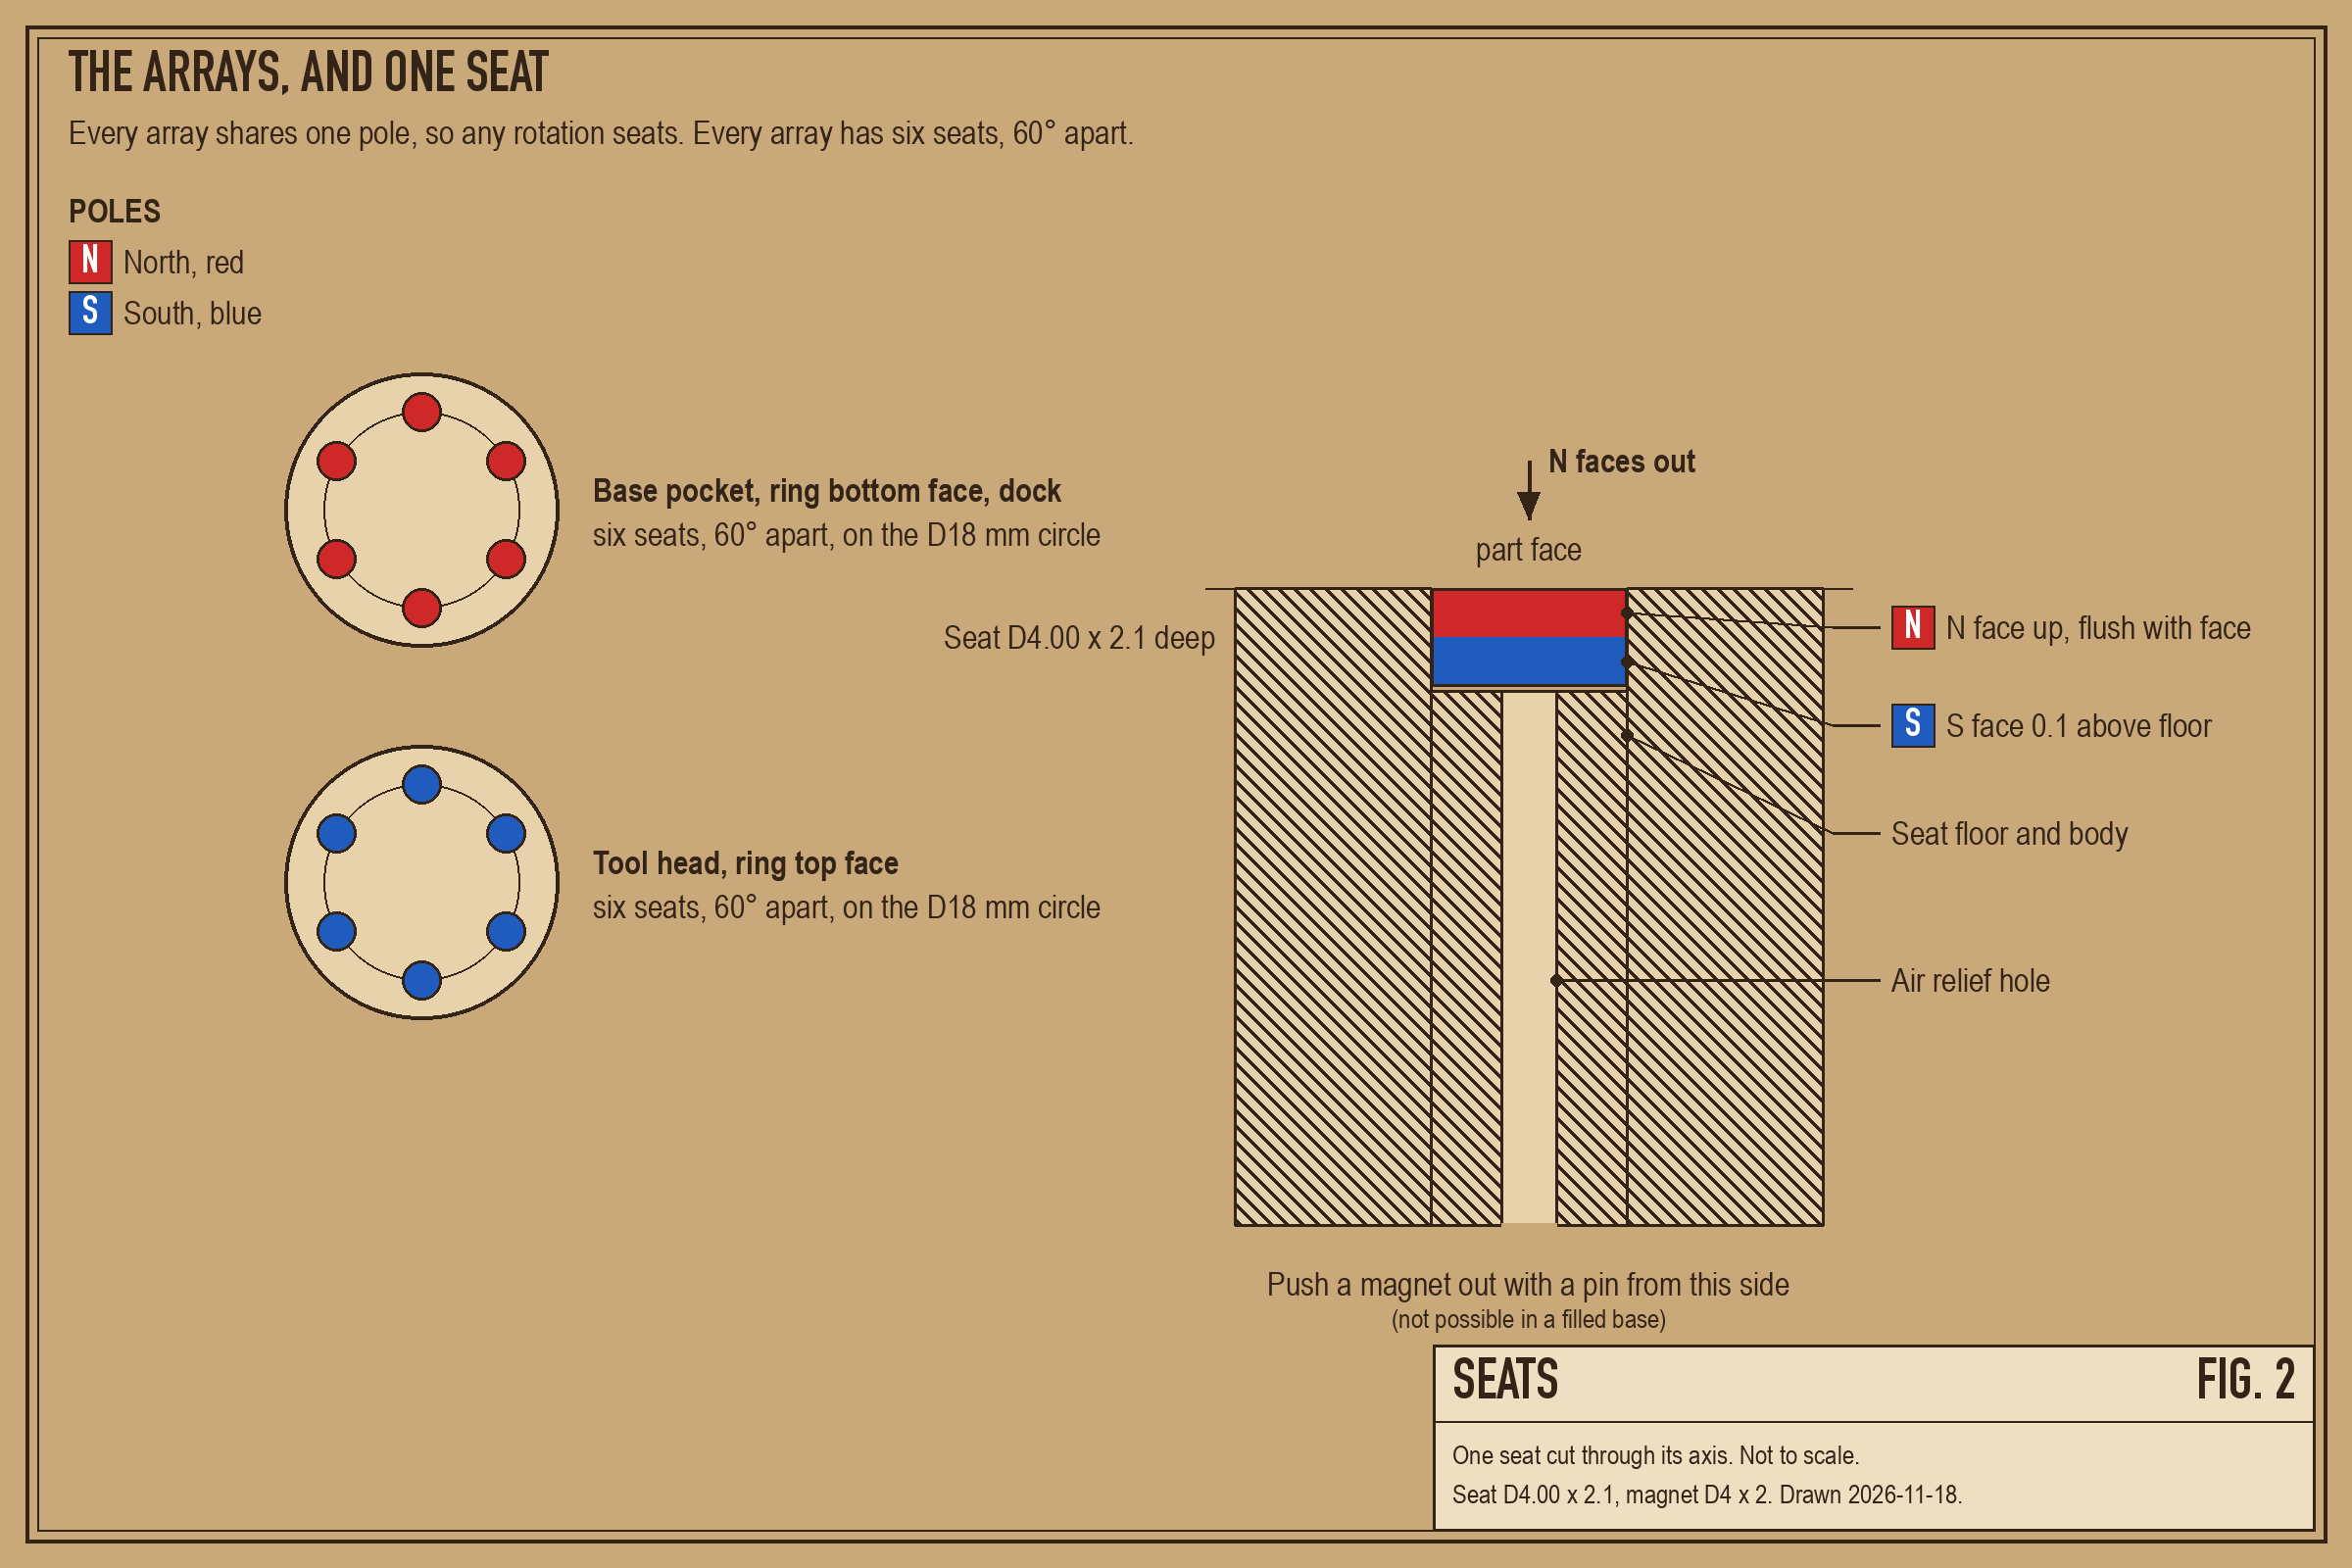 THE ARRAYS, AND ONE SEAT
Every array shares one pole, so any rotation seats. Every array has six seats, 60° apart.
POLES
N North, red
S South, blue
Base pocket, ring bottom face, dock
six seats, 60° apart, on the D18 mm circle
Tool head, ring top face
six seats, 60° apart, on the D18 mm circle
N faces out
part face
Seat D4.00 x 2.1 deep
N N face up, flush with face
S S face 0.1 above floor
Seat floor and body
Air relief hole
Push a magnet out with a pin from this side
(not possible in a filled base)
SEATS FIG. 2
One seat cut through its axis. Not to scale.
Seat D4.00 x 2.1, magnet D4 x 2. Drawn 2026-11-18.